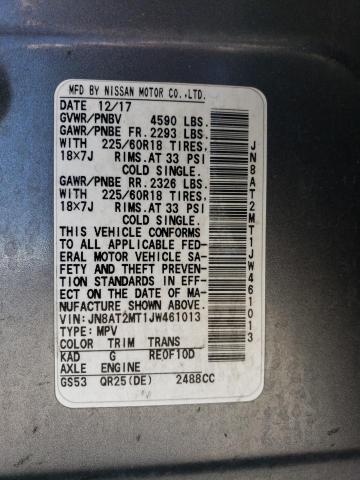 MFD BY NISSAN MOTOR CO.,LTD.
DATE 12/17
GVWR/PNBV 4590 LBS.
GAWR/PNBE FR. 2293 LBS.
WITH 225/60R18 TIRES,
18×7J RIMS.AT 33 PSI
COLD SINGLE.
GAWR/PNBE RR. 2326 LBS.
WITH 225/60R18 TIRES,
18×7J RIMS.AT 33 PSI
COLD SINGLE.
THIS VEHICLE CONFORMS
TO ALL APPLICABLE FED-
ERAL MOTOR VEHICLE SA-
FETY AND THEFT PREVEN-
TION STANDARDS IN EFF-
ECT ON THE DATE OF MA-
NUFACTURE SHOWN ABOVE.
VIN:JN8AT2MT1JW461013
TYPE: MPV
COLOR TRIM TRANS
KAD G RE0F10D
AXLE ENGINE
GS53 QR25(DE) 2488CC
JN8AT2MT1JW461013